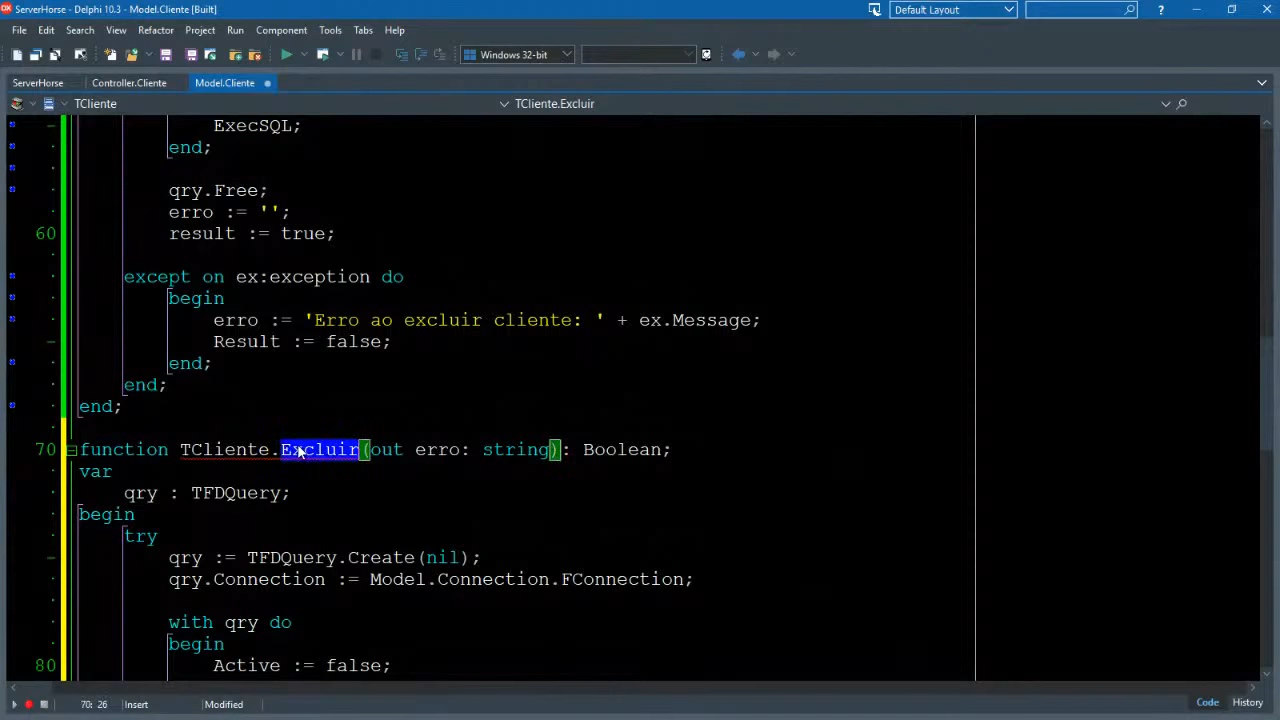 ServerHorse - Delphi 10.3 - Model.Cliente [Built]
Default Layout
File Edit Search View Refactor Project Run Component Tools Tabs Help
Windows 32-bit
ServerHorse Controller.Cliente Model.Cliente
TCliente TCliente.Excluir
ExecSQL;
end;
qry.Free;
erro := '';
60 result := true;
except on ex:exception do
begin
erro := 'Erro ao excluir cliente: ' + ex.Message;
Result := false;
end;
end;
end;
70 function TCliente.Excluir(out erro: string): Boolean;
var
qry : TFDQuery;
begin
try
qry := TFDQuery.Create(nil);
qry.Connection := Model.Connection.FConnection;
with qry do
begin
80 Active := false;
70: 26 Insert Modified Code History